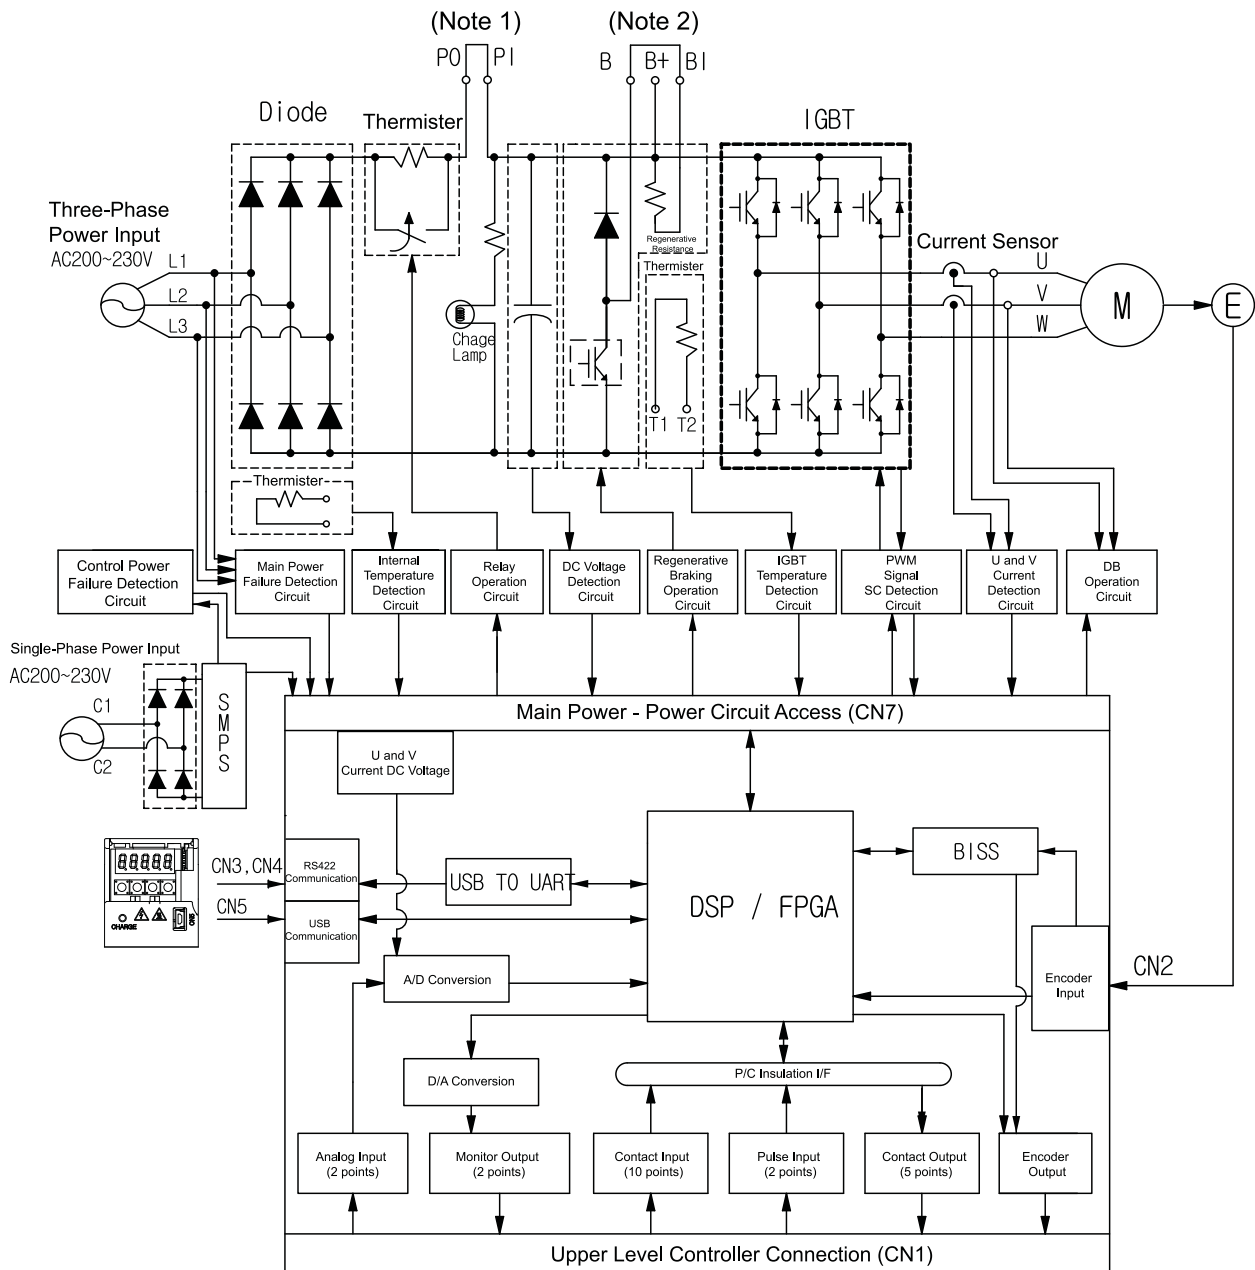 (Note 1)
(Note 2)
PO
PI
B
B+
BI
Diode
Thermister
IGBT
Three-Phase
Power Input
AC200~230V
L1
L2
L3
Regenerative
Resistance
Thermister
Chage
Lamp
T1
T2
Current Sensor
U
V
W
M
E
Thermister
Control Power
Failure Detection
Circuit
Main Power
Failure Detection
Circuit
Internal
Temperature
Detection
Circuit
Relay
Operation
Circuit
DC Voltage
Detection
Circuit
Regenerative
Braking
Operation
Circuit
IGBT
Temperature
Detection
Circuit
PWM
Signal
SC Detection
Circuit
U and V
Current
Detection
Circuit
DB
Operation
Circuit
Single-Phase Power Input
AC200~230V
C1
C2
SMPS
Main Power - Power Circuit Access (CN7)
U and V
Current DC Voltage
CN3,CN4
CN5
RS422
Communication
USB
Communication
USB TO UART
DSP / FPGA
BISS
CHARGE
CN5
A/D Conversion
Encoder
Input
CN2
D/A Conversion
P/C Insulation I/F
Analog Input
(2 points)
Monitor Output
(2 points)
Contact Input
(10 points)
Pulse Input
(2 points)
Contact Output
(5 points)
Encoder
Output
Upper Level Controller Connection (CN1)